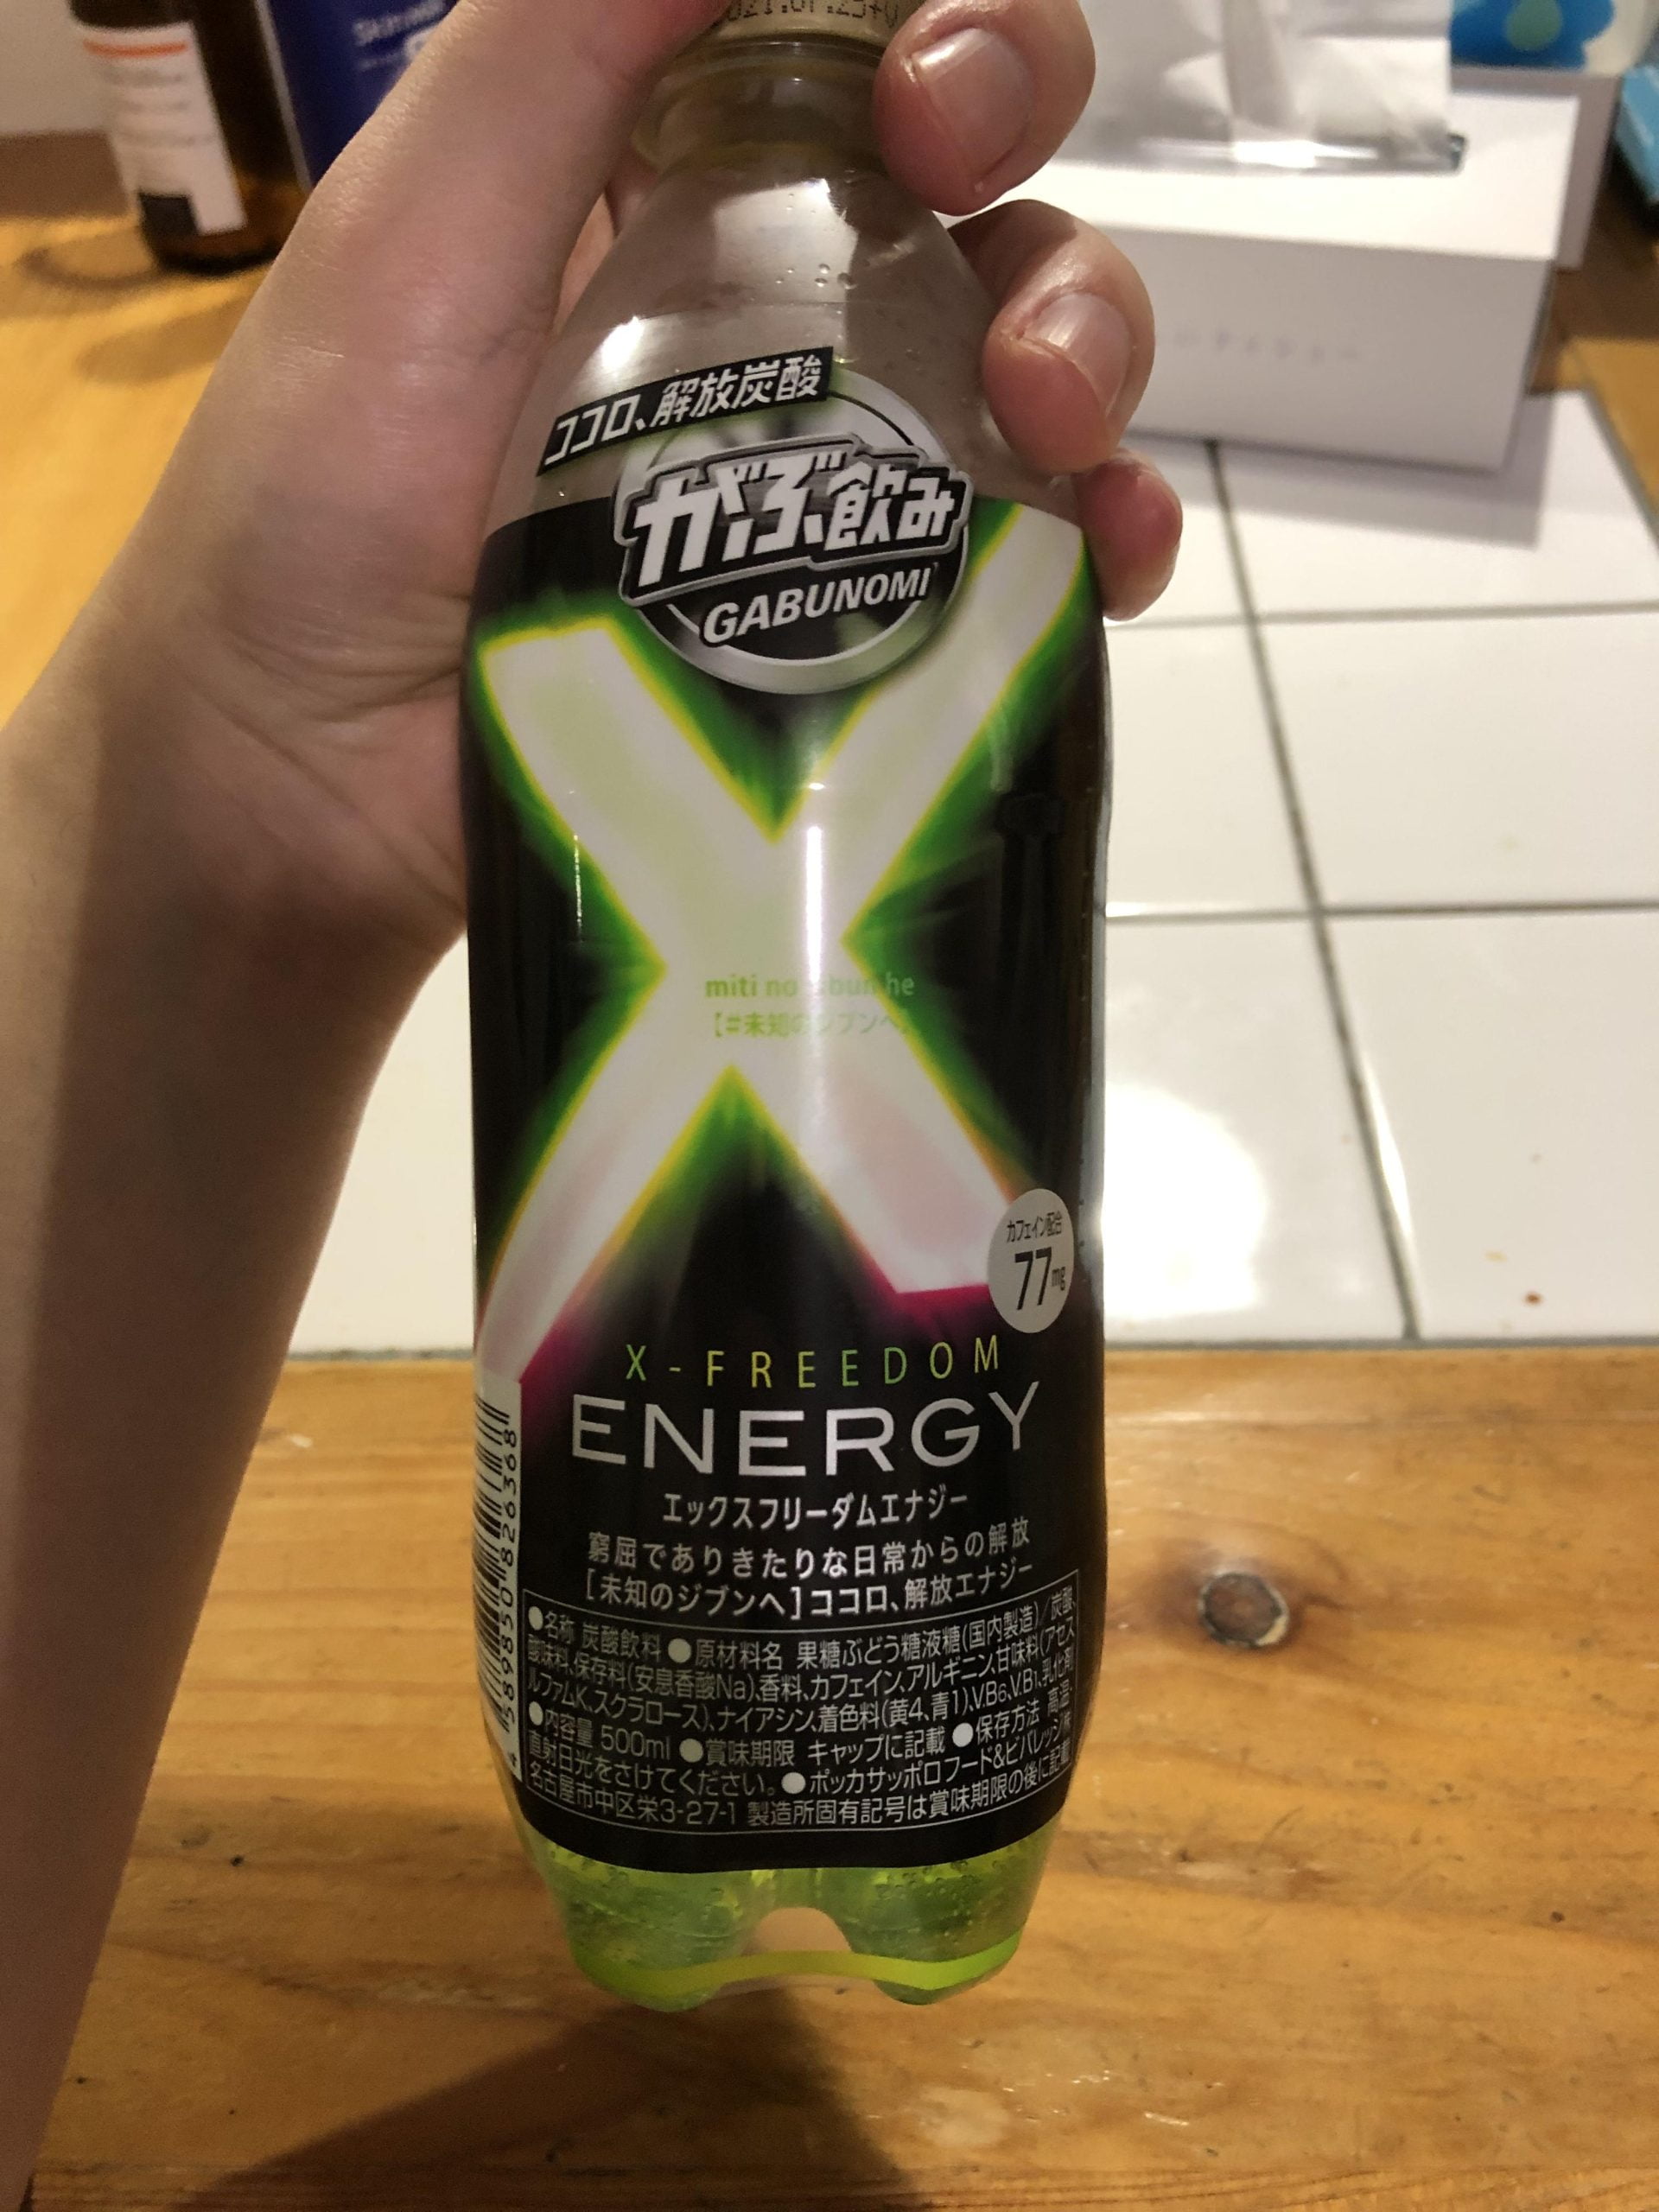 ココロ、解放炭酸
がぶ飲み
GABUNOMI
miti no he
【#未知のジブンへ】
カフェイン配合
77mg
X-FREEDOM
ENERGY
エックスフリーダムエナジー
窮屈でありきたりな日常からの解放
[未知のジブンへ]ココロ、解放エナジー
●名称 炭酸飲料 ●原材料名 果糖ぶどう糖液糖(国内製造)/炭酸、
酸味料、保存料(安息香酸Na)、香料、カフェイン、アルギニン、甘味料(アセス
ルファムK、スクラロース)、ナイアシン、着色料(黄4、青1)、V.B6、V.B1、乳化剤
●内容量 500ml ●賞味期限 キャップに記載 ●保存方法 高温・
直射日光をさけてください。●ポッカサッポロフード&ビバレッジ㈱
名古屋市中区栄3-27-1 製造所固有記号は賞味期限の後に記載